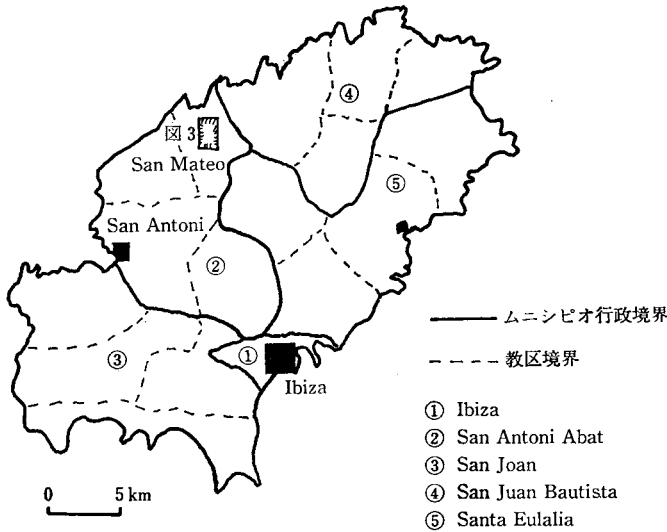 ④
図 3
San Mateo
⑤
San Antoni
②
ムニシピオ行政境界
③
①
教区境界
Ibiza
① Ibiza
② San Antoni Abat
③ San Joan
④ San Juan Bautista
⑤ Santa Eulalia
0 5 km